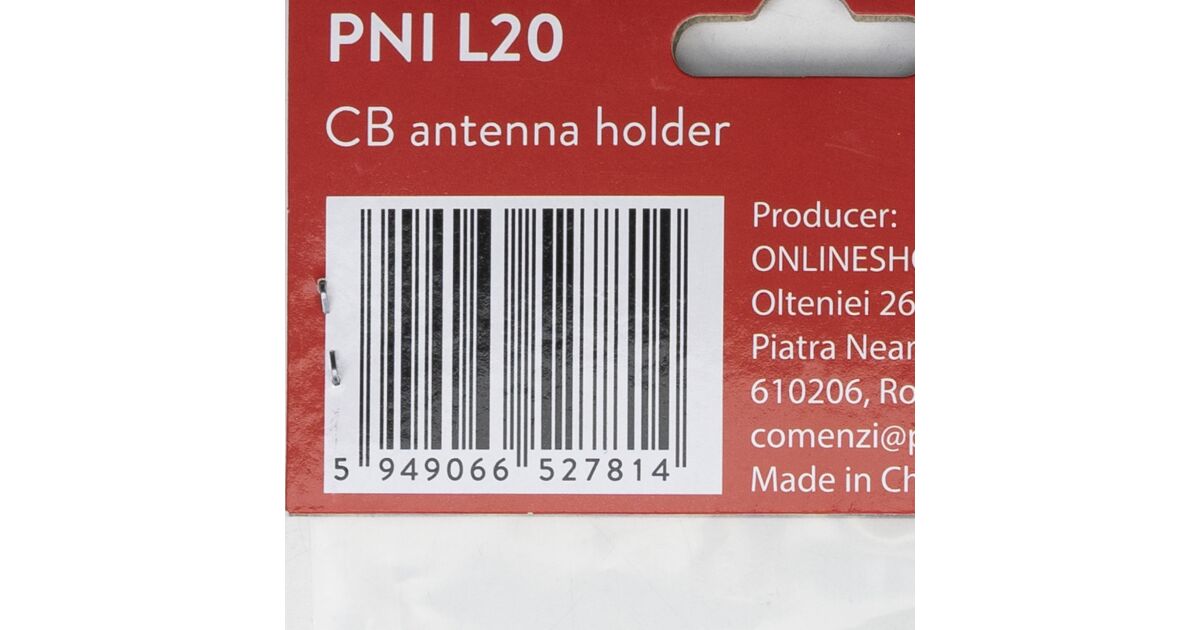 PNI L20
CB antenna holder
Producer:
ONLINESH
Olteniei 26
Piatra Near
610206, Ro
comenzi@
Made in Ch
5 949066 527814